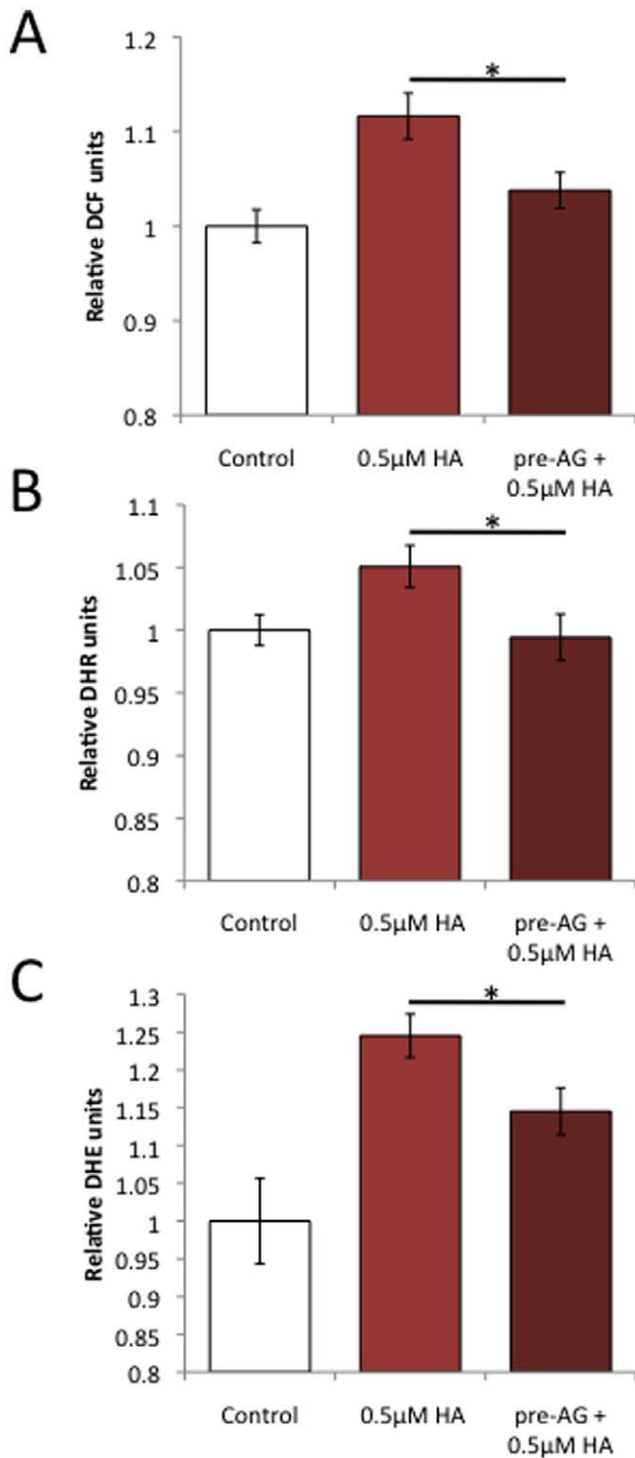 A
Relative DCF units
1.2
1.1
1
0.9
0.8
*
Control
0.5µM HA
pre-AG +
0.5µM HA
B
Relative DHR units
1.1
1.05
1
0.95
0.9
0.85
0.8
*
Control
0.5µM HA
pre-AG +
0.5µM HA
C
Relative DHE units
1.3
1.25
1.2
1.15
1.1
1.05
1
0.95
0.9
0.85
0.8
*
Control
0.5µM HA
pre-AG +
0.5µM HA